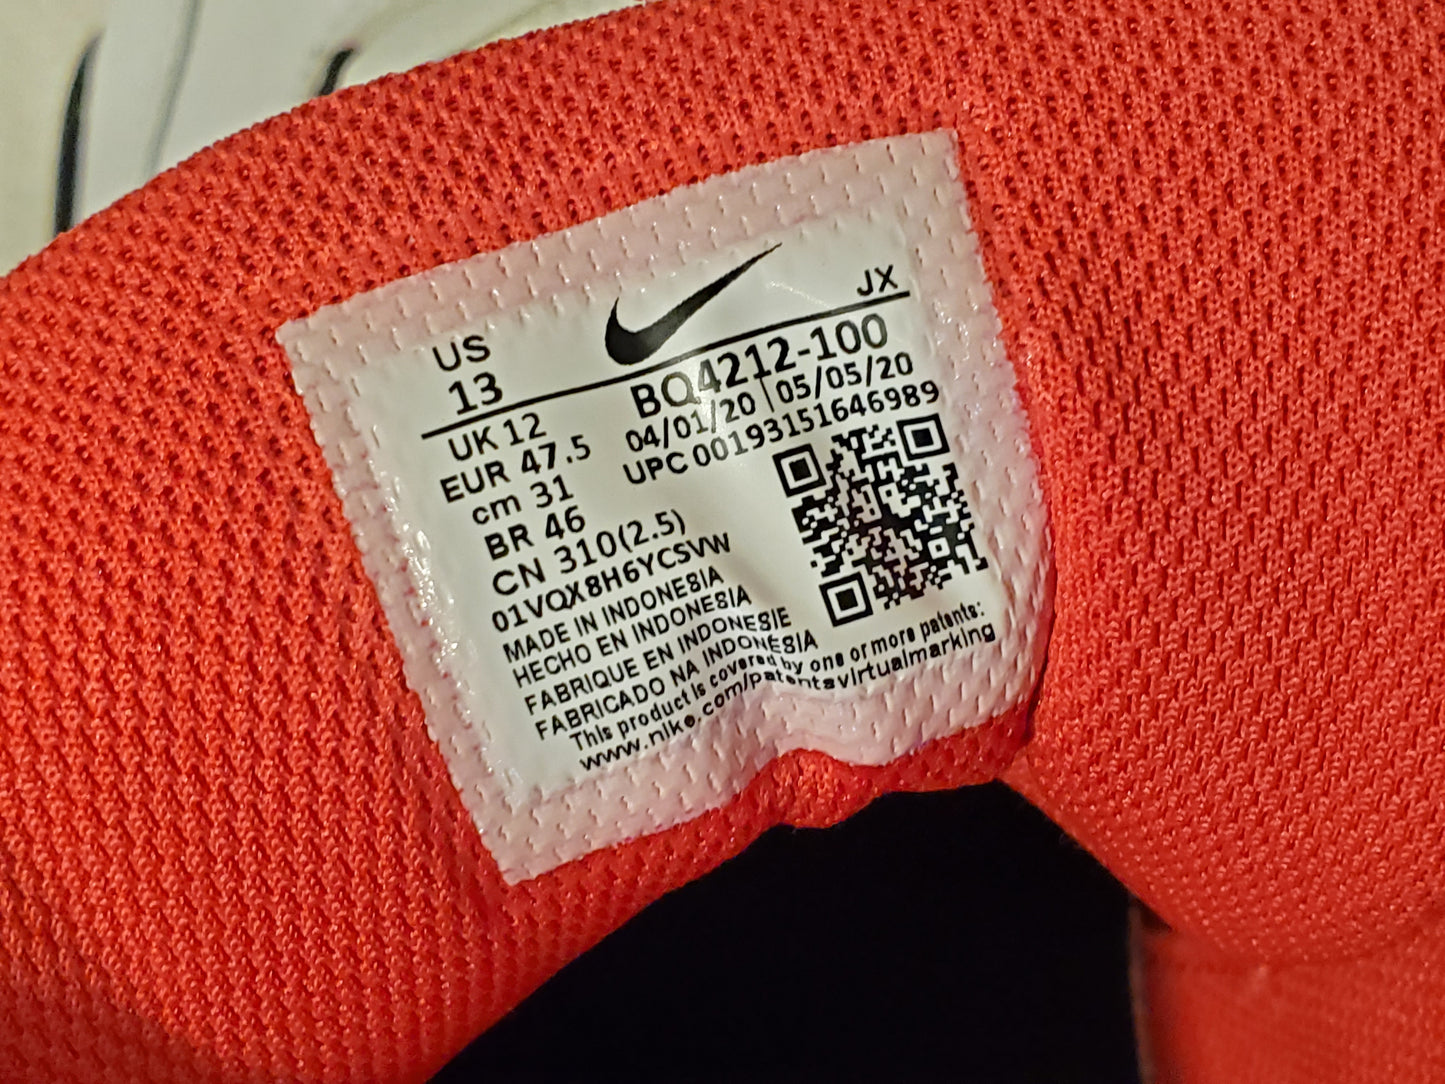 US
13
JX
UK 12
EUR 47.5
cm 31
BR 46
CN 310(2.5)
BQ4212-100
04/01/20 | 05/05/20
UPC 00193151646989
01VQX8H6YCSVW
MADE IN INDONESIA
HECHO EN INDONESIA
FABRIQUE EN INDONESIE
FABRICADO NA INDONÉSIA
This product is covered by one or more patents:
www.nike.com/patentsvirtualmarking